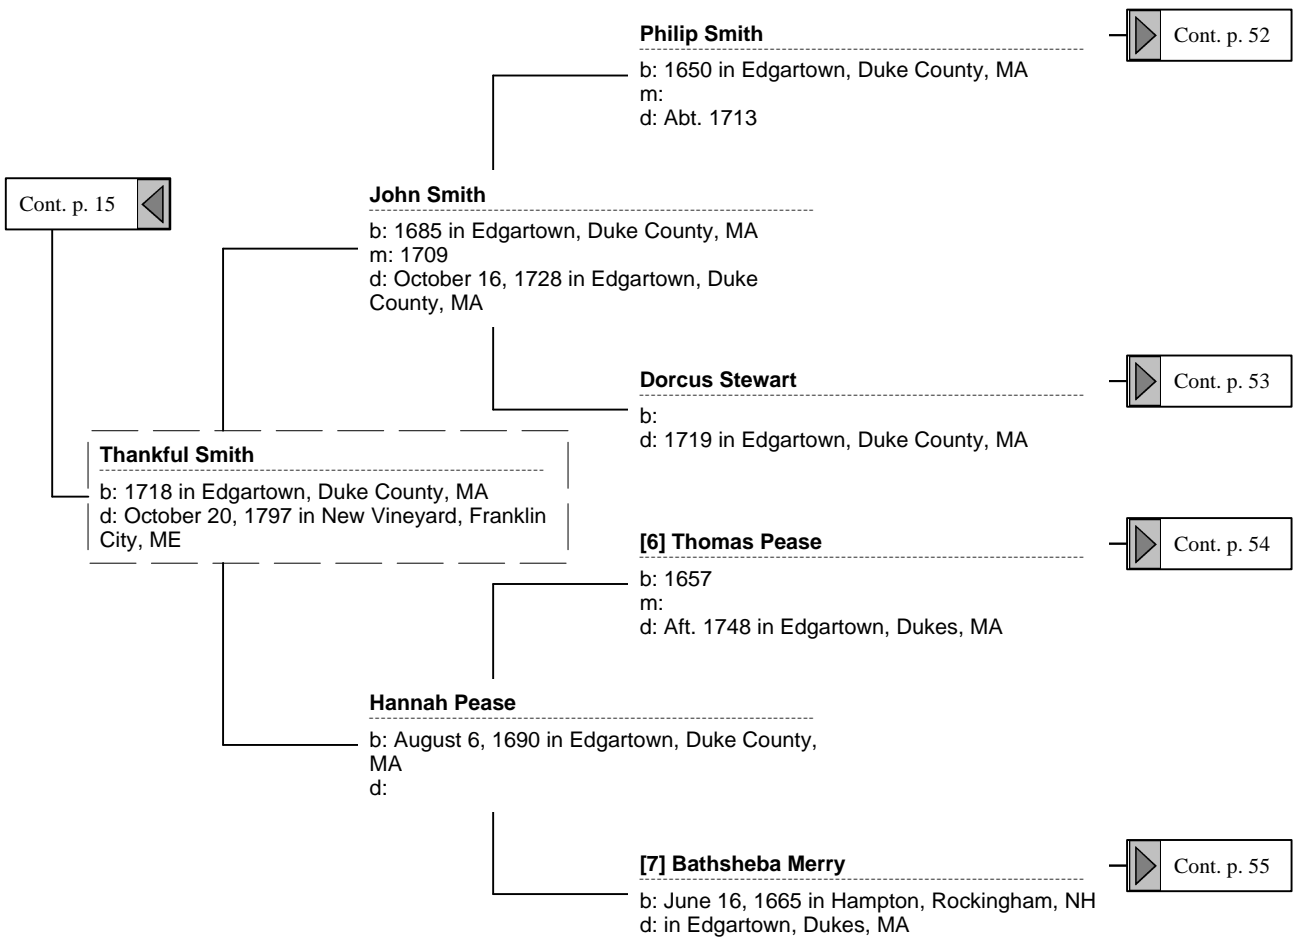 Philip Smith
Cont. p. 52
b: 1650 in Edgartown, Duke County, MA
m:
d: Abt. 1713
Cont. p. 15
John Smith
b: 1685 in Edgartown, Duke County, MA
m: 1709
d: October 16, 1728 in Edgartown, Duke
County, MA
Dorcus Stewart
Cont. p. 53
b:
d: 1719 in Edgartown, Duke County, MA
Thankful Smith
b: 1718 in Edgartown, Duke County, MA
d: October 20, 1797 in New Vineyard, Franklin
City, ME
[6] Thomas Pease
Cont. p. 54
b: 1657
m:
d: Aft. 1748 in Edgartown, Dukes, MA
Hannah Pease
b: August 6, 1690 in Edgartown, Duke County,
MA
d:
[7] Bathsheba Merry
Cont. p. 55
b: June 16, 1665 in Hampton, Rockingham, NH
d: in Edgartown, Dukes, MA